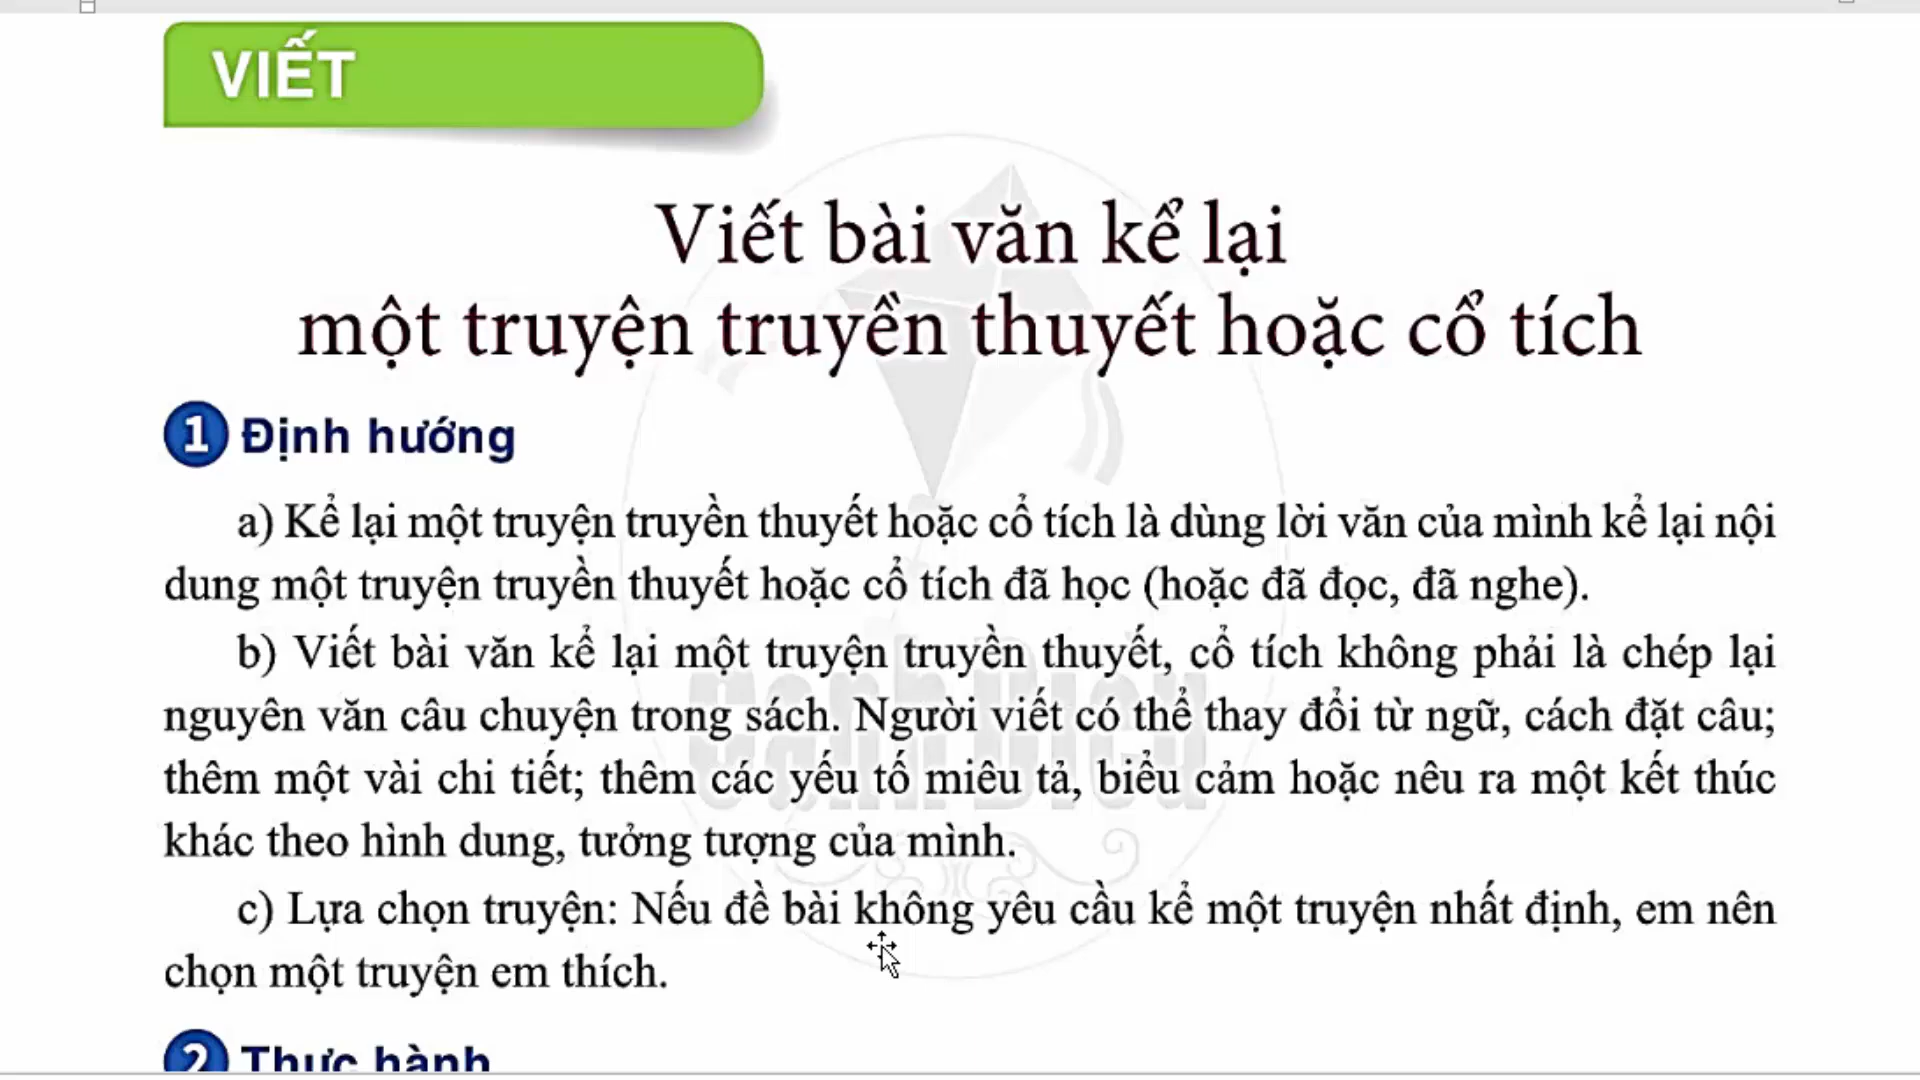 VIẾT
Viết bài văn kể lại
một truyện truyền thuyết hoặc cổ tích
1 Định hướng
a) Kể lại một truyện truyền thuyết hoặc cổ tích là dùng lời văn của mình kể lại nội
dung một truyện truyền thuyết hoặc cổ tích đã học (hoặc đã đọc, đã nghe).
b) Viết bài văn kể lại một truyện truyền thuyết, cổ tích không phải là chép lại
nguyên văn câu chuyện trong sách. Người viết có thể thay đổi từ ngữ, cách đặt câu;
thêm một vài chi tiết; thêm các yếu tố miêu tả, biểu cảm hoặc nêu ra một kết thúc
khác theo hình dung, tưởng tượng của mình.
c) Lựa chọn truyện: Nếu đề bài không yêu cầu kể một truyện nhất định, em nên
chọn một truyện em thích.
2 Thực hành
Cánh Diều